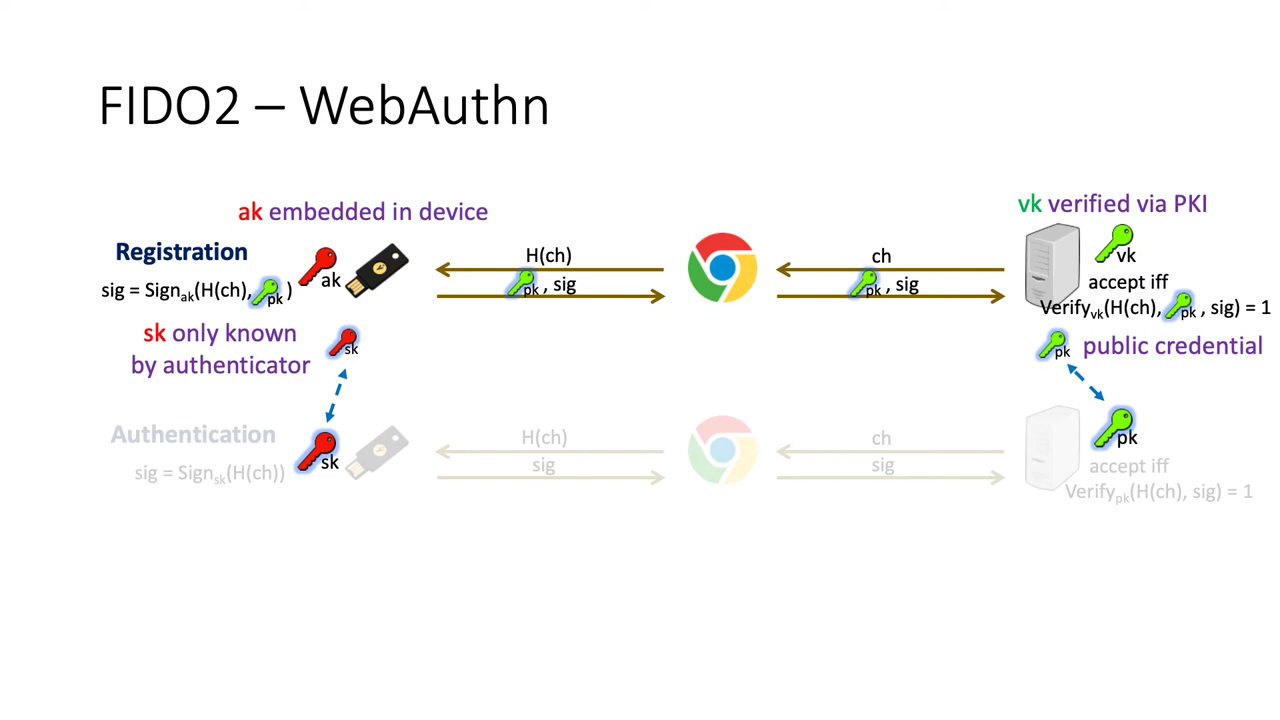 FIDO2 – WebAuthn
ak embedded in device
vk verified via PKI
Registration
ak
H(ch)
ch
vk
sig = Sign_ak(H(ch), pk )
pk , sig
pk , sig
accept iff
Verify_vk(H(ch), pk , sig) = 1
sk only known
by authenticator
sk
pk
public credential
Authentication
sk
H(ch)
ch
pk
sig = Sign_sk(H(ch))
sig
sig
accept iff
Verify_pk(H(ch), sig) = 1